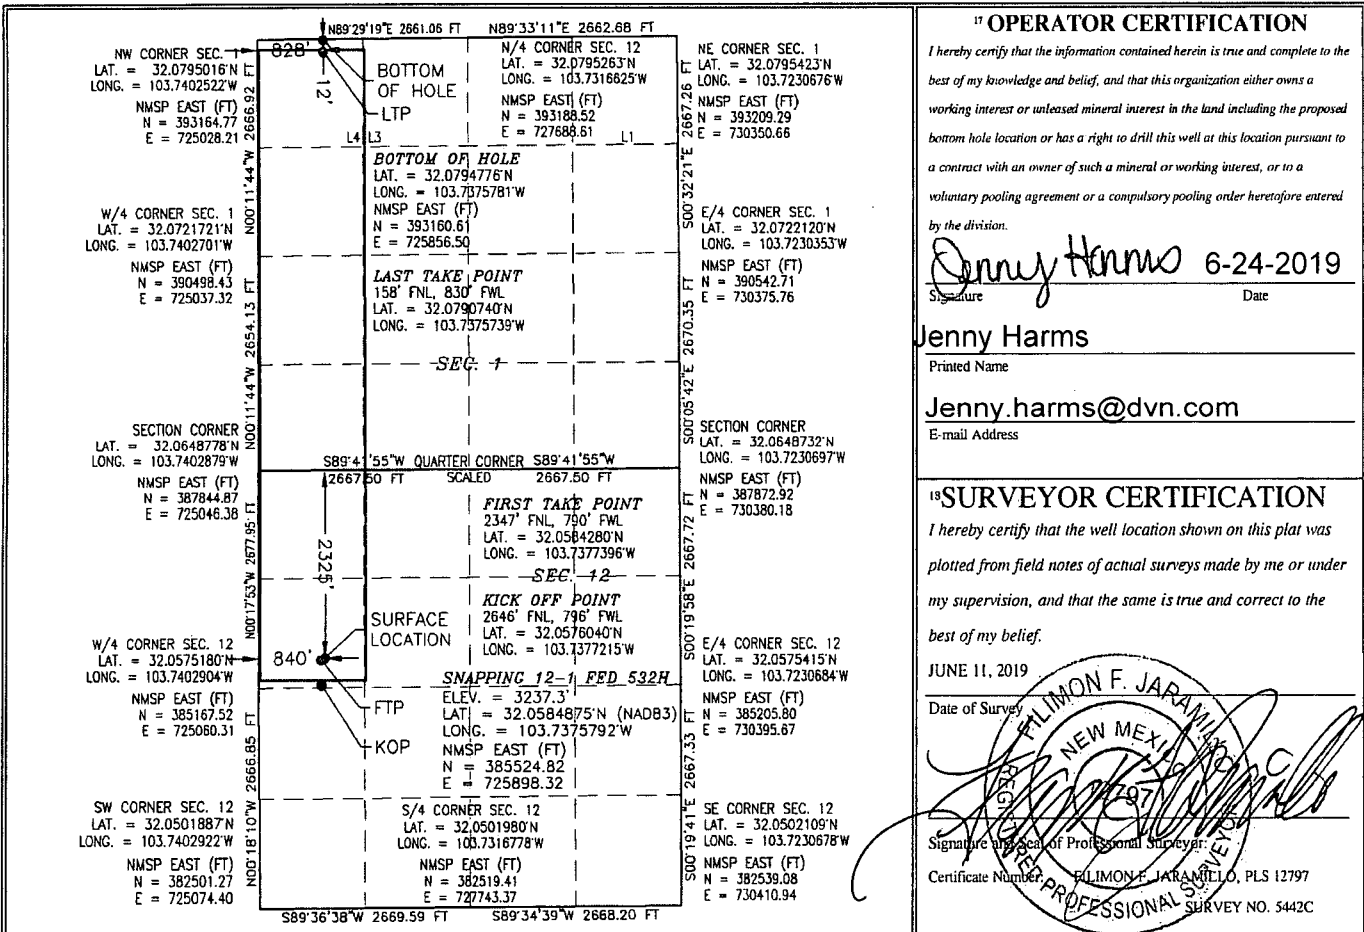 N89°29'19"E 2661.06 FT N89°33'11"E 2662.68 FT
NW CORNER SEC. 1
LAT. = 32.0795016'N
LONG. = 103.7402522'W
NMSP EAST (FT)
N = 393164.77
E = 725028.21
828'
12'
BOTTOM
OF HOLE
LTP
N/4 CORNER SEC. 12
LAT. = 32.0795263'N
LONG. = 103.7316625'W
NMSP EAST (FT)
N = 393188.52
E = 727688.61
NE CORNER SEC. 1
LAT. = 32.0795423'N
LONG. = 103.7230676'W
NMSP EAST (FT)
N = 393209.29
E = 730350.66
N00°11'44"W 2666.92 FT
S00°32'21"E 2667.26 FT
L4 L3 L1
BOTTOM OF HOLE
LAT. = 32.0794776'N
LONG. = 103.7375781'W
NMSP EAST (FT)
N = 393160.61
E = 725856.50
W/4 CORNER SEC. 1
LAT. = 32.0721721'N
LONG. = 103.7402701'W
NMSP EAST (FT)
N = 390498.43
E = 725037.32
E/4 CORNER SEC. 1
LAT. = 32.0722120'N
LONG. = 103.7230353'W
NMSP EAST (FT)
N = 390542.71
E = 730375.76
LAST TAKE POINT
158' FNL, 830' FWL
LAT. = 32.0790740'N
LONG. = 103.7375739'W
N00°11'44"W 2654.13 FT
S00°05'42"E 2670.35 FT
SEC. 1
SECTION CORNER
LAT. = 32.0648778'N
LONG. = 103.7402879'W
NMSP EAST (FT)
N = 387844.87
E = 725046.38
S89°41'55"W QUARTER CORNER S89°41'55"W
2667.50 FT SCALED 2667.50 FT
SECTION CORNER
LAT. = 32.0648732'N
LONG. = 103.7230697'W
NMSP EAST (FT)
N = 387872.92
E = 730380.18
FIRST TAKE POINT
2347' FNL, 790' FWL
LAT. = 32.0584280'N
LONG. = 103.7377396'W
2325'
N00°17'53"W 2677.95 FT
S00°19'58"E 2667.72 FT
SEC. 12
KICK OFF POINT
2646' FNL, 796' FWL
LAT. = 32.0576040'N
LONG. = 103.7377215'W
SURFACE
LOCATION
840'
FTP
KOP
W/4 CORNER SEC. 12
LAT. = 32.0575180'N
LONG. = 103.7402904'W
NMSP EAST (FT)
N = 385167.52
E = 725060.31
E/4 CORNER SEC. 12
LAT. = 32.0575415'N
LONG. = 103.7230684'W
NMSP EAST (FT)
N = 385205.80
E = 730395.67
SNAPPING 12-1 FED 532H
ELEV. = 3237.3'
LAT. = 32.0584875'N (NAD83)
LONG. = 103.7375792'W
NMSP EAST (FT)
N = 385524.82
E = 725898.32
N00°18'10"W 2666.85 FT
S00°19'41"E 2667.33 FT
SW CORNER SEC. 12
LAT. = 32.0501887'N
LONG. = 103.7402922'W
NMSP EAST (FT)
N = 382501.27
E = 725074.40
S/4 CORNER SEC. 12
LAT. = 32.0501980'N
LONG. = 103.7316778'W
NMSP EAST (FT)
N = 382519.41
E = 727743.37
SE CORNER SEC. 12
LAT. = 32.0502109'N
LONG. = 103.7230678'W
NMSP EAST (FT)
N = 382539.08
E = 730410.94
S89°36'38"W 2669.59 FT S89°34'39"W 2668.20 FT
17 OPERATOR CERTIFICATION
I hereby certify that the information contained herein is true and complete to the
best of my knowledge and belief, and that this organization either owns a
working interest or unleased mineral interest in the land including the proposed
bottom hole location or has a right to drill this well at this location pursuant to
a contract with an owner of such a mineral or working interest, or to a
voluntary pooling agreement or a compulsory pooling order heretofore entered
by the division.
Jenny Harms 6-24-2019
Signature Date
Jenny Harms
Printed Name
Jenny.harms@dvn.com
E-mail Address
18 SURVEYOR CERTIFICATION
I hereby certify that the well location shown on this plat was
plotted from field notes of actual surveys made by me or under
my supervision, and that the same is true and correct to the
best of my belief.
JUNE 11, 2019
Date of Survey
FILIMON F. JARAMILLO
NEW MEXICO
REGISTERED PROFESSIONAL SURVEYOR
Signature and Seal of Professional Surveyor:
Certificate Number: FILIMON F. JARAMILLO, PLS 12797
SURVEY NO. 5442C